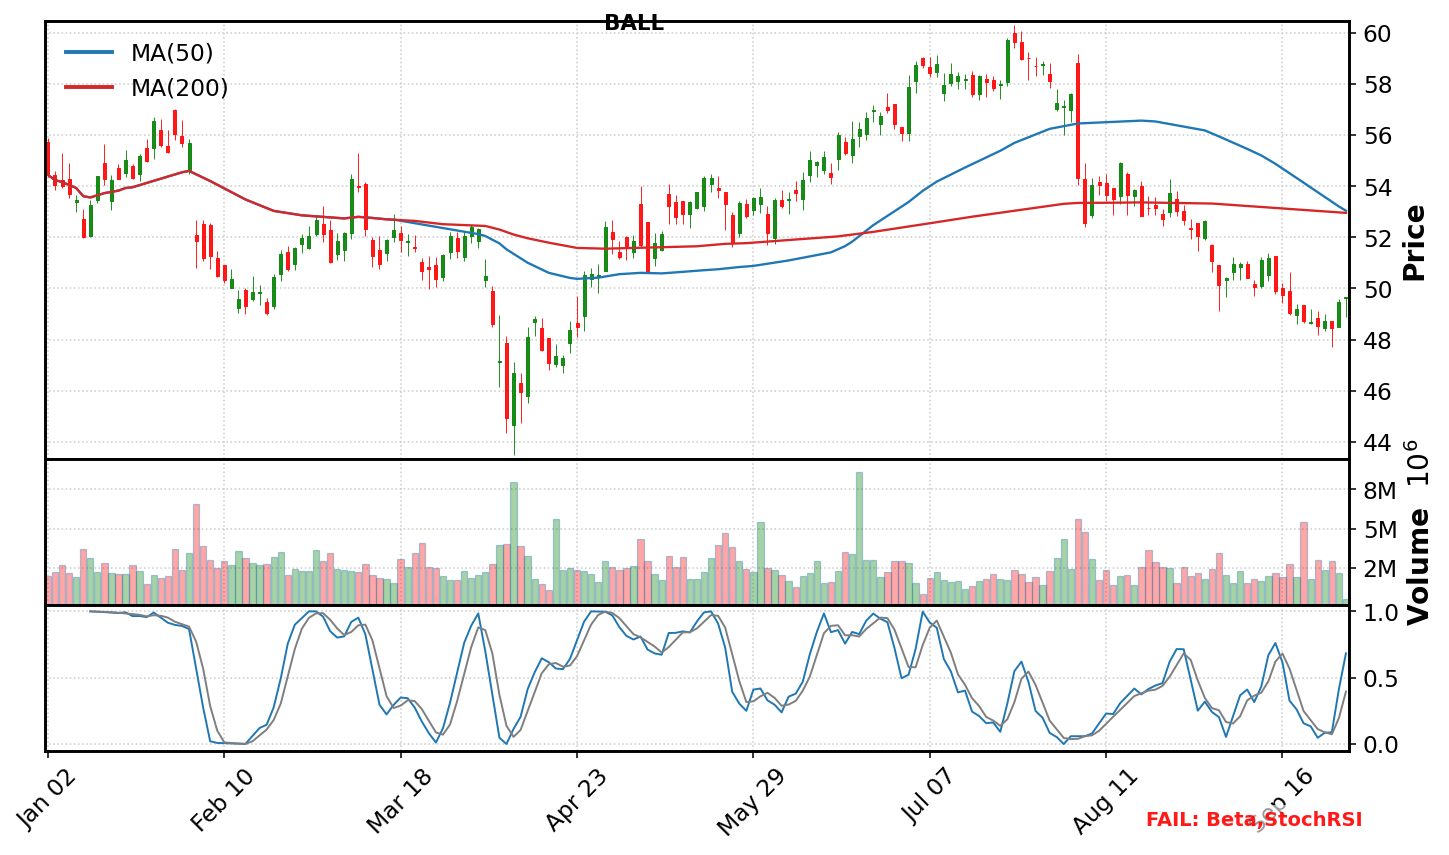 BALL
MA(50)
MA(200)
60
58
56
54
52
50
48
46
44
Price
8M
5M
2M
Volume 10^6
1.0
0.5
0.0
Jan 02
Feb 10
Mar 18
Apr 23
May 29
Jul 07
Aug 11
Sep 16
FAIL: Beta,StochRSI